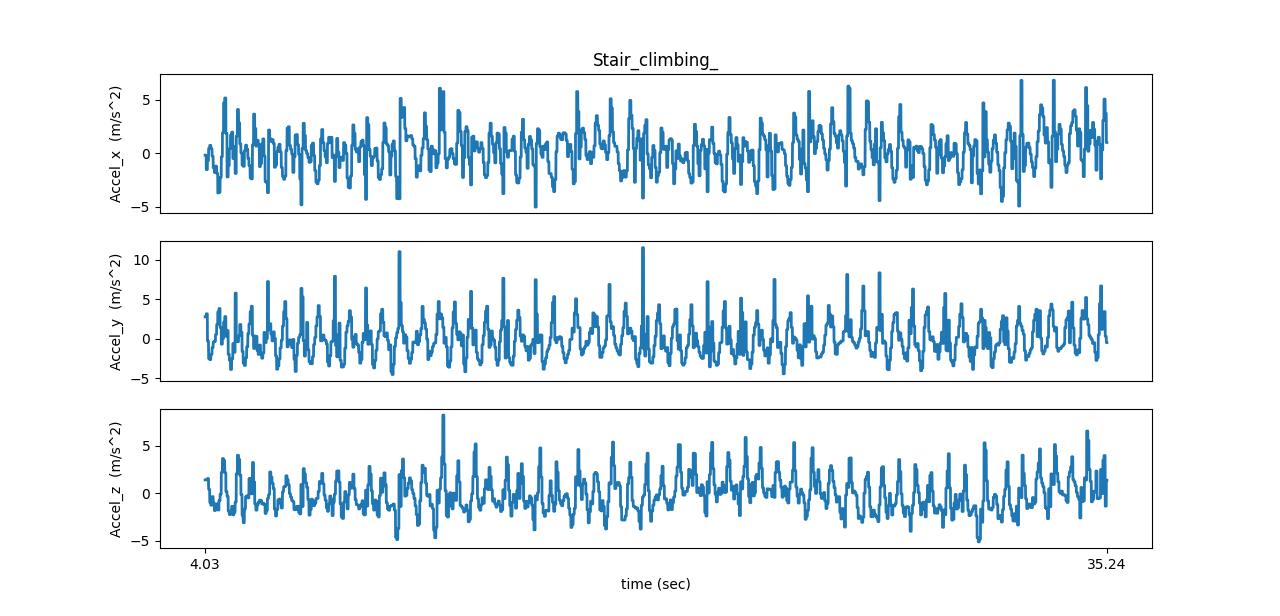 Stair_climbing_
Accel_x  (m/s^2)
5
0
−5
Accel_y  (m/s^2)
10
5
0
−5
Accel_z  (m/s^2)
5
0
−5
4.03
35.24
time (sec)